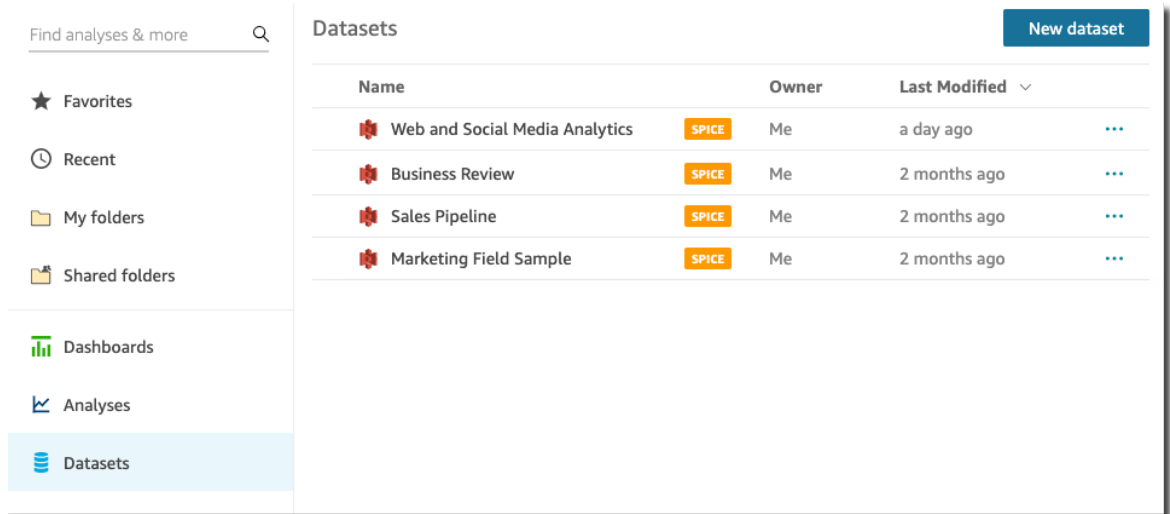 Find analyses & more
Favorites
Recent
My folders
Shared folders
Dashboards
Analyses
Datasets
Datasets
New dataset
Name Owner Last Modified
Web and Social Media Analytics SPICE Me a day ago
Business Review SPICE Me 2 months ago
Sales Pipeline SPICE Me 2 months ago
Marketing Field Sample SPICE Me 2 months ago